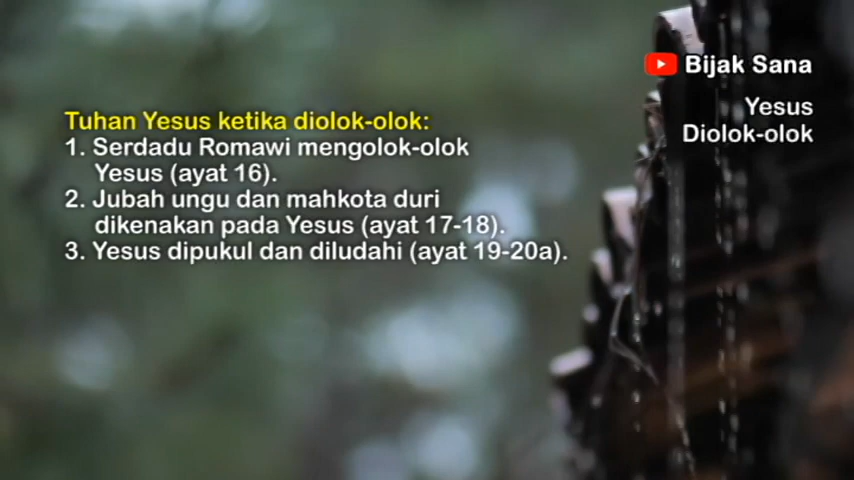 Bijak Sana
Yesus
Diolok-olok
Tuhan Yesus ketika diolok-olok:
1. Serdadu Romawi mengolok-olok
Yesus (ayat 16).
2. Jubah ungu dan mahkota duri
dikenakan pada Yesus (ayat 17-18).
3. Yesus dipukul dan diludahi (ayat 19-20a).